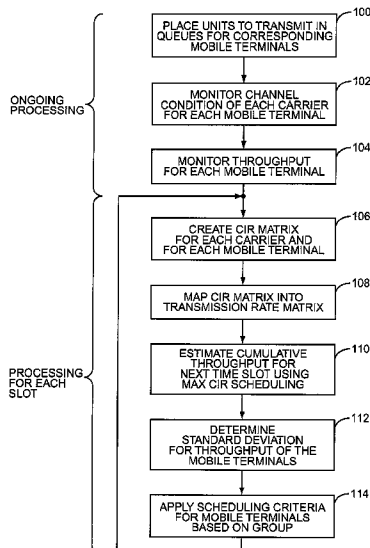 100
PLACE UNITS TO TRANSMIT IN
QUEUES FOR CORRESPONDING
MOBILE TERMINALS
102
MONITOR CHANNEL
CONDITION OF EACH CARRIER
FOR EACH MOBILE TERMINAL
ONGOING
PROCESSING
104
MONITOR THROUGHPUT
FOR EACH MOBILE TERMINAL
106
CREATE CIR MATRIX
FOR EACH CARRIER AND
FOR EACH MOBILE TERMINAL
108
MAP CIR MATRIX INTO
TRANSMISSION RATE MATRIX
110
ESTIMATE CUMULATIVE
THROUGHPUT FOR
NEXT TIME SLOT USING
MAX CIR SCHEDULING
PROCESSING
FOR EACH
SLOT
112
DETERMINE
STANDARD DEVIATION
FOR THROUGHPUT OF THE
MOBILE TERMINALS
114
APPLY SCHEDULING CRITERIA
FOR MOBILE TERMINALS
BASED ON GROUP